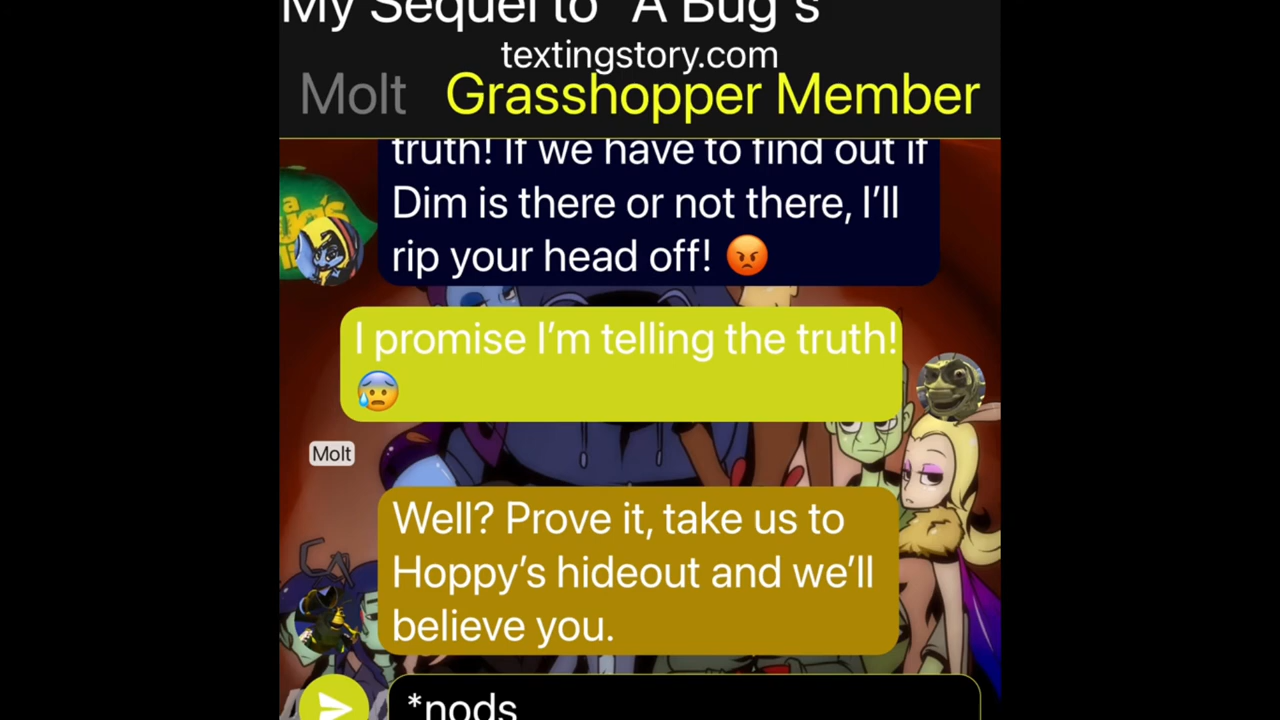 My Sequel to "A Bug's
textingstory.com
Molt Grasshopper Member
truth! If we have to find out if
Dim is there or not there, I'll
rip your head off! 😡
I promise I'm telling the truth!
😰
Molt
Well? Prove it, take us to
Hoppy's hideout and we'll
believe you.
*nods